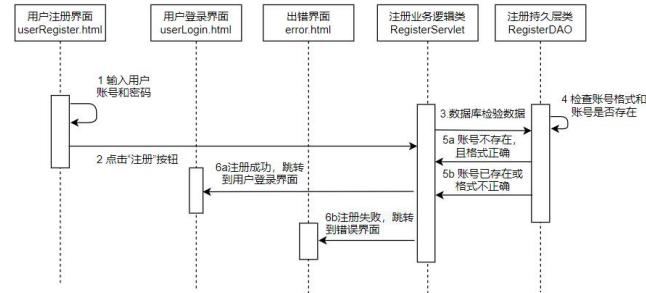 用户注册界面
userRegister.html
用户登录界面
userLogin.html
出错界面
error.html
注册业务逻辑类
RegisterServlet
注册持久层类
RegisterDAO
1 输入用户
账号和密码
2 点击“注册”按钮
3.数据库检验数据
4 检查账号格式和
账号是否存在
5a 账号不存在，
且格式正确
5b 账号已存在或
格式不正确
6a注册成功，跳转
到用户登录界面
6b注册失败，跳转
到错误界面